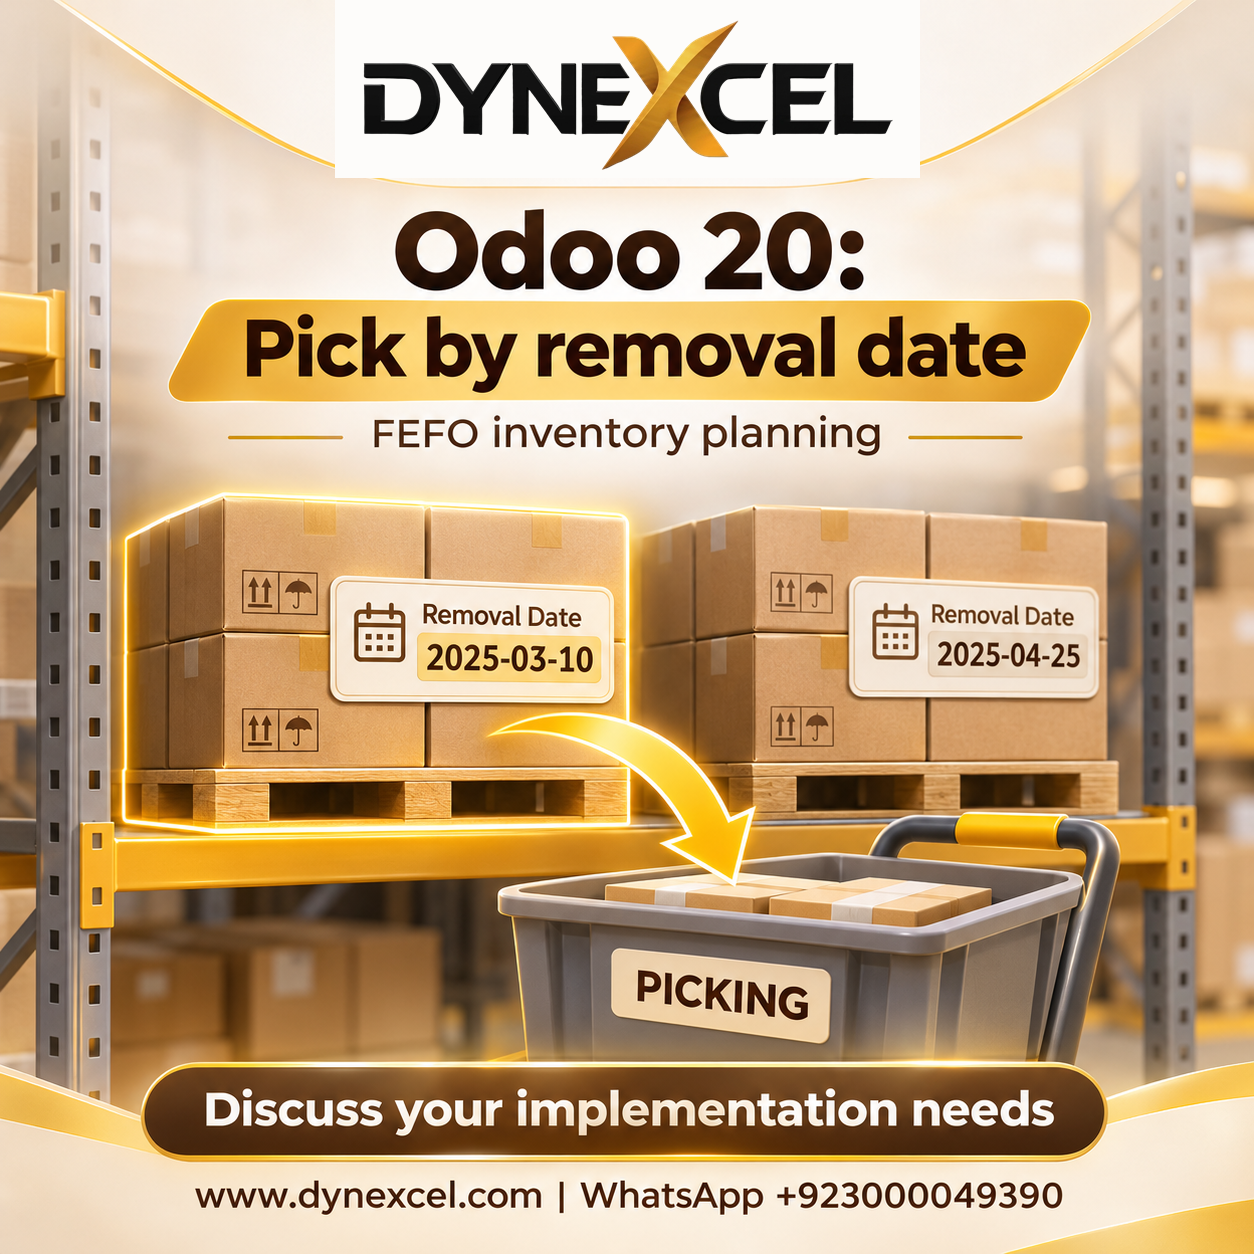 DYNEXCEL
Odoo 20:
Pick by removal date
FEFO inventory planning
Removal Date
2025-03-10
Removal Date
2025-04-25
PICKING
Discuss your implementation needs
www.dynexcel.com | WhatsApp +923000049390